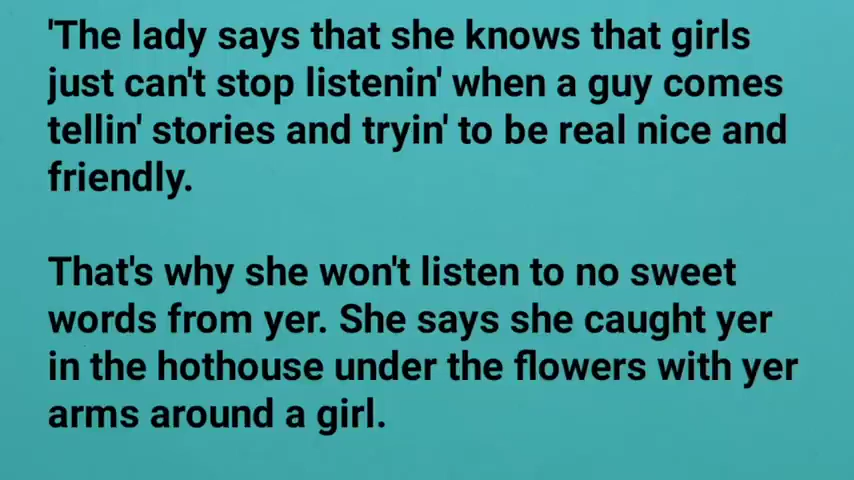 'The lady says that she knows that girls
just can't stop listenin' when a guy comes
tellin' stories and tryin' to be real nice and
friendly.
That's why she won't listen to no sweet
words from yer. She says she caught yer
in the hothouse under the flowers with yer
arms around a girl.